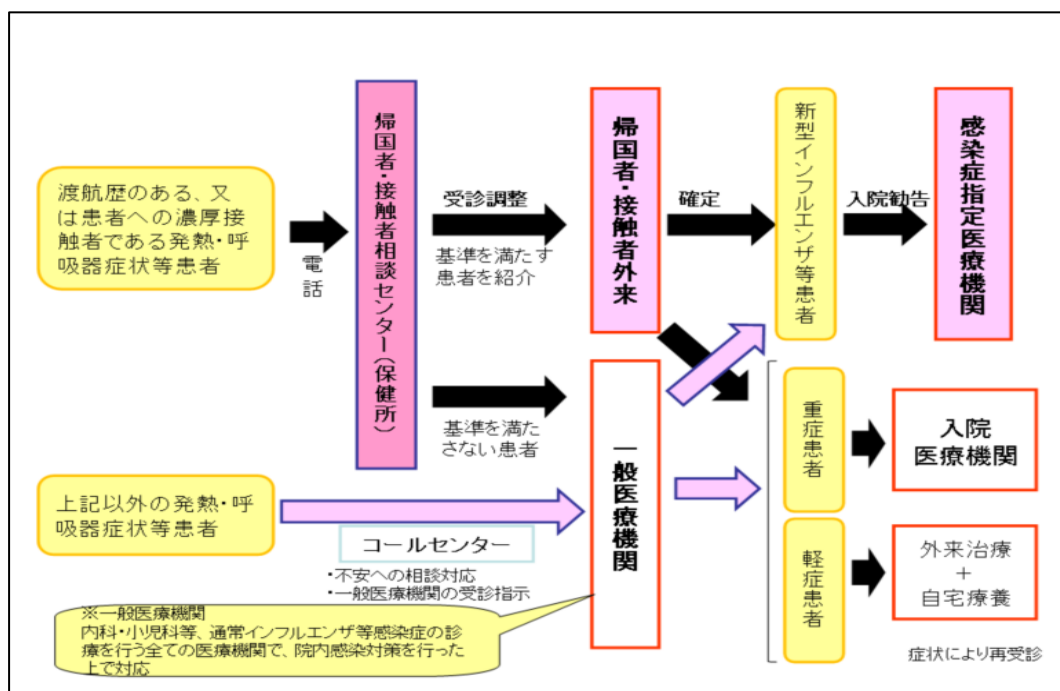 渡航歴のある、又
は患者への濃厚接
触者である発熱・呼
吸器症状等患者
電話
帰国者・接触者相談センター(保健所)
受診調整
基準を満たす
患者を紹介
帰国者・接触者外来
確定
新型インフルエンザ等患者
入院勧告
感染症指定医療機関
基準を満た
さない患者
上記以外の発熱・呼
吸器症状等患者
コールセンター
・不安への相談対応
・一般医療機関の受診指示
一般医療機関
重症患者
入院
医療機関
軽症患者
外来治療
+
自宅療養
症状により再受診
※一般医療機関
内科・小児科等、通常インフルエンザ等感染症の診
療を行う全ての医療機関で、院内感染対策を行った
上で対応